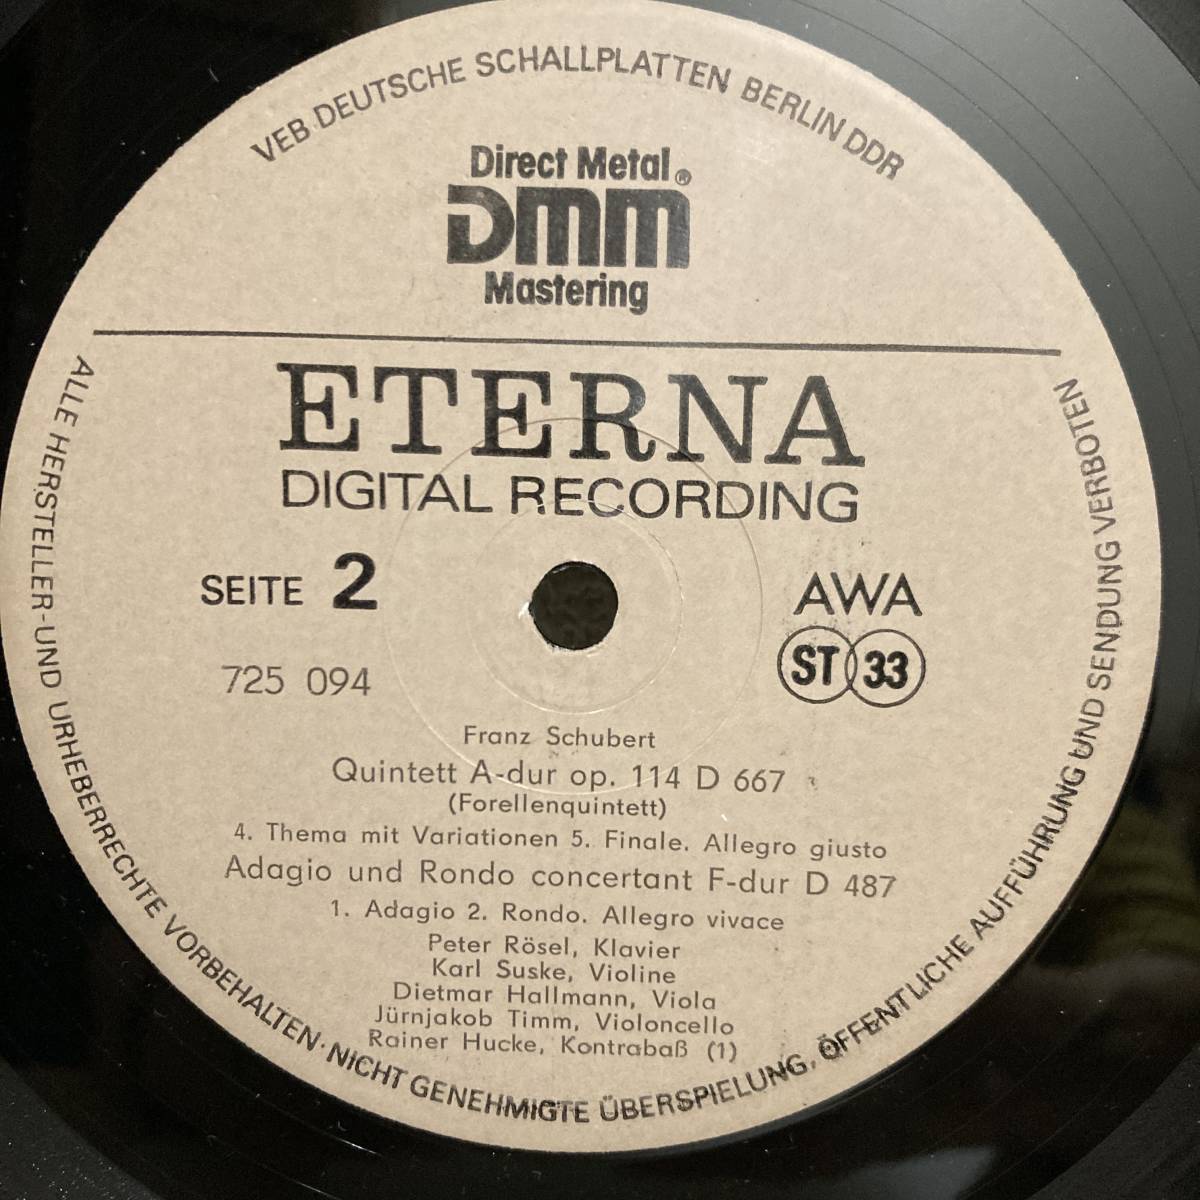 VEB DEUTSCHE SCHALLPLATTEN BERLIN DDR
Direct Metal®
DMM
Mastering
ETERNA
DIGITAL RECORDING
SEITE 2
AWA
725 094
ST 33
Franz Schubert
Quintett A-dur op. 114 D 667
(Forellenquintett)
4. Thema mit Variationen 5. Finale. Allegro giusto
Adagio und Rondo concertant F-dur D 487
1. Adagio 2. Rondo. Allegro vivace
Peter Rösel, Klavier
Karl Suske, Violine
Dietmar Hallmann, Viola
Jürnjakob Timm, Violoncello
Rainer Hucke, Kontrabaß (1)
ALLE HERSTELLER-UND URHEBERRECHTE VORBEHALTEN· NICHT GENEHMIGTE ÜBERSPIELUNG, ÖFFENTLICHE AUFFÜHRUNG UND SENDUNG VERBOTEN